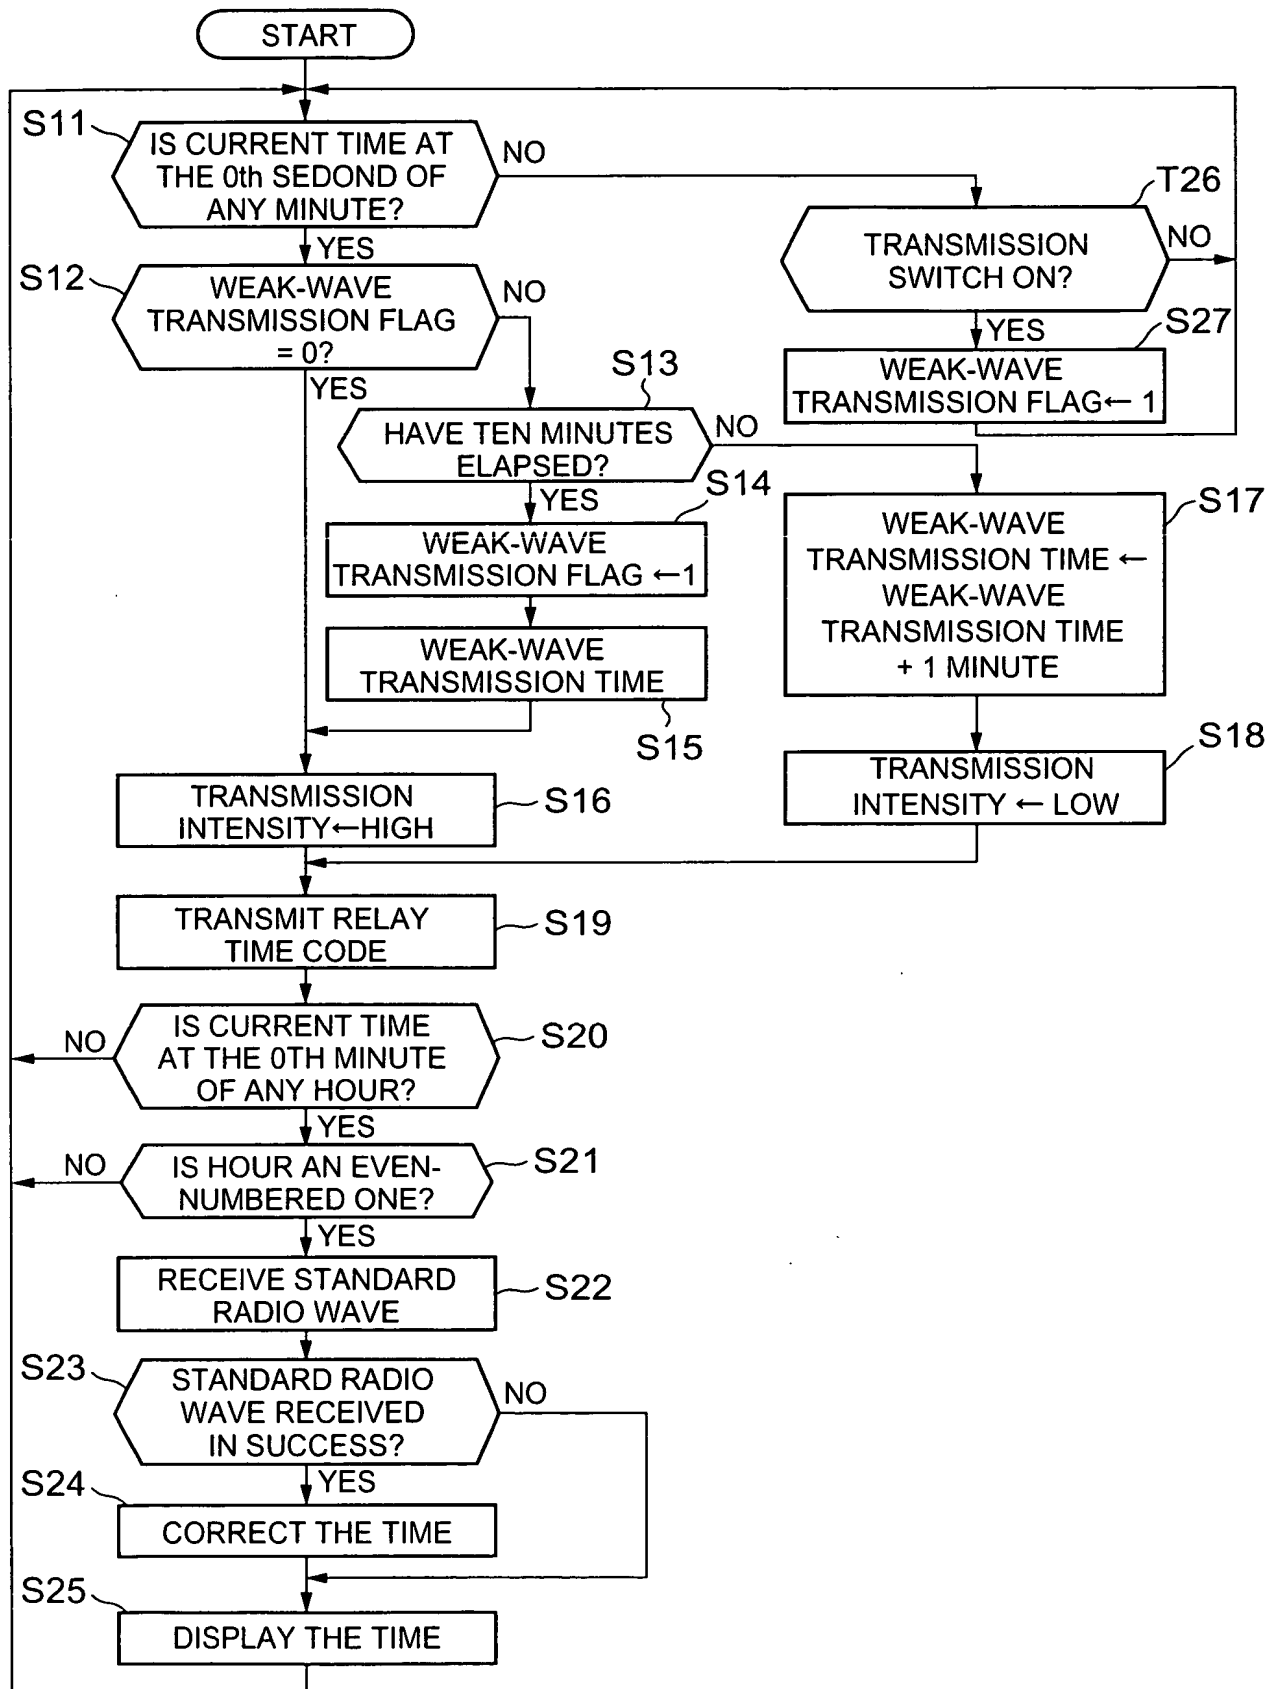 START
S11
IS CURRENT TIME AT
THE 0th SEDOND OF
ANY MINUTE?
NO
YES
T26
TRANSMISSION
SWITCH ON?
NO
YES
S27
WEAK-WAVE
TRANSMISSION FLAG← 1
S12
WEAK-WAVE
TRANSMISSION FLAG
= 0?
NO
YES
S13
HAVE TEN MINUTES
ELAPSED?
NO
YES
S14
WEAK-WAVE
TRANSMISSION FLAG ←1
WEAK-WAVE
TRANSMISSION TIME
S15
S17
WEAK-WAVE
TRANSMISSION TIME ←
WEAK-WAVE
TRANSMISSION TIME
+ 1 MINUTE
S18
TRANSMISSION
INTENSITY ← LOW
TRANSMISSION
INTENSITY←HIGH
S16
TRANSMIT RELAY
TIME CODE
S19
IS CURRENT TIME
AT THE 0TH MINUTE
OF ANY HOUR?
S20
NO
YES
IS HOUR AN EVEN-
NUMBERED ONE?
S21
NO
YES
RECEIVE STANDARD
RADIO WAVE
S22
S23
STANDARD RADIO
WAVE RECEIVED
IN SUCCESS?
NO
YES
S24
CORRECT THE TIME
S25
DISPLAY THE TIME